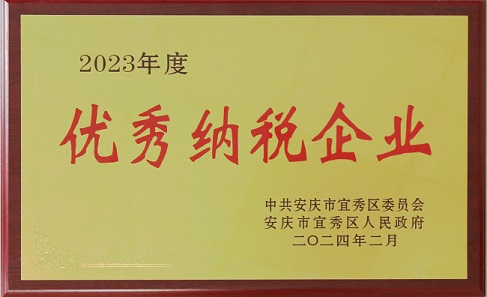 2023年度
优秀纳税企业
中共安庆市宜秀区委员会
安庆市宜秀区人民政府
二〇二四年二月